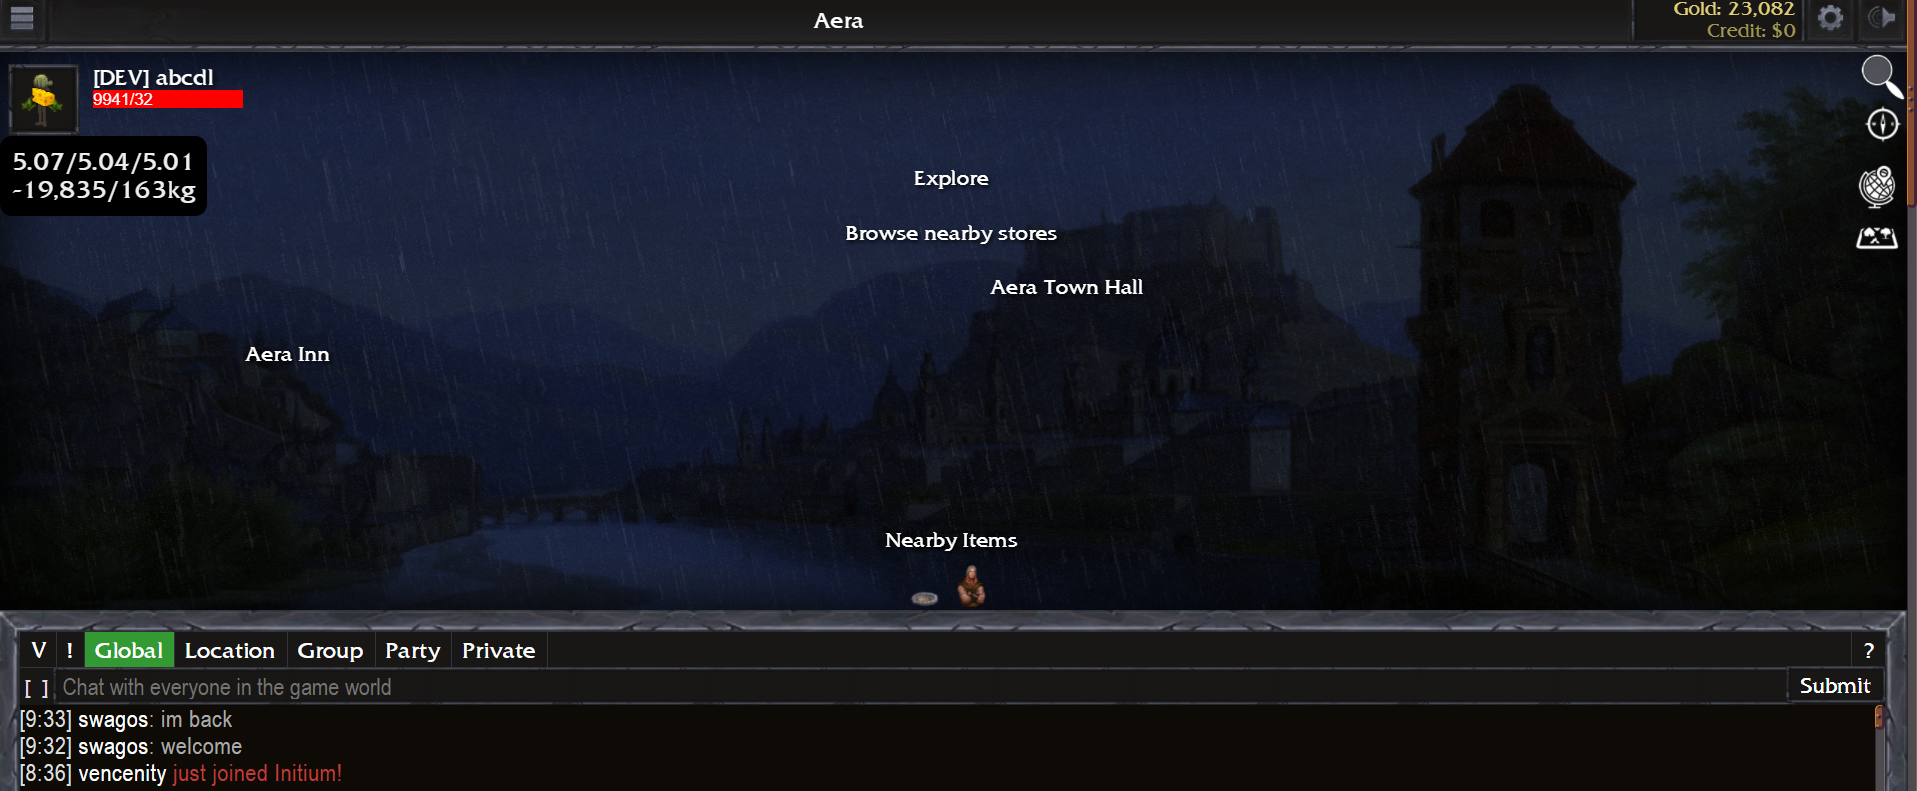 Aera
Gold: 23,082
Credit: $0
[DEV] abcdl
9941/32
5.07/5.04/5.01
-19,835/163kg
Explore
Browse nearby stores
Aera Town Hall
Aera Inn
Nearby Items
V ! Global Location Group Party Private ?
[ ] Chat with everyone in the game world Submit
[9:33] swagos: im back
[9:32] swagos: welcome
[8:36] vencenity just joined Initium!